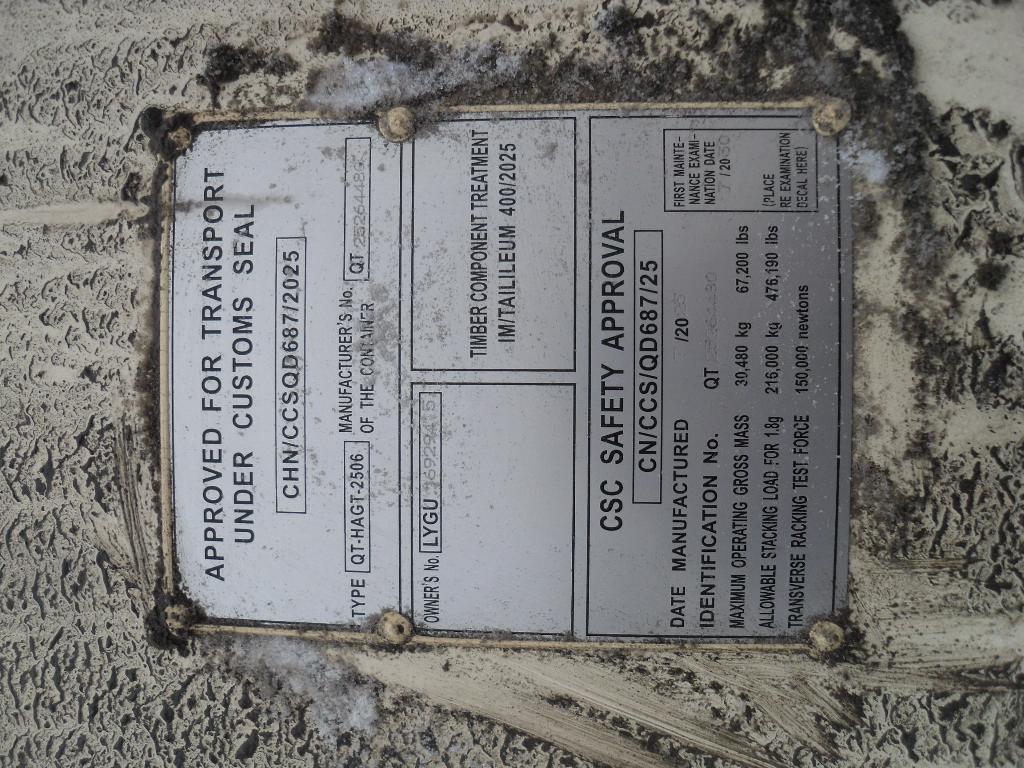 APPROVED FOR TRANSPORT
UNDER CUSTOMS SEAL
CHN/CCSQD687/2025
TYPE QT-HAGT-2506 MANUFACTURER'S No. OF THE CONTAINER QT
OWNER'S No. LYGU
TIMBER COMPONENT TREATMENT
IM/TAILILEUM 400/2025
CSC SAFETY APPROVAL
CN/CCS/QD687/25
DATE MANUFACTURED /20
IDENTIFICATION No. QT
MAXIMUM OPERATING GROSS MASS 30,480 kg 67,200 lbs
ALLOWABLE STACKING LOAD FOR 1.8g 216,000 kg 476,190 lbs
TRANSVERSE RACKING TEST FORCE 150,000 newtons
FIRST MAINTE-
NANCE EXAMI-
NATION DATE
/20
(PLACE
RE EXAMINATION
DECAL HERE)